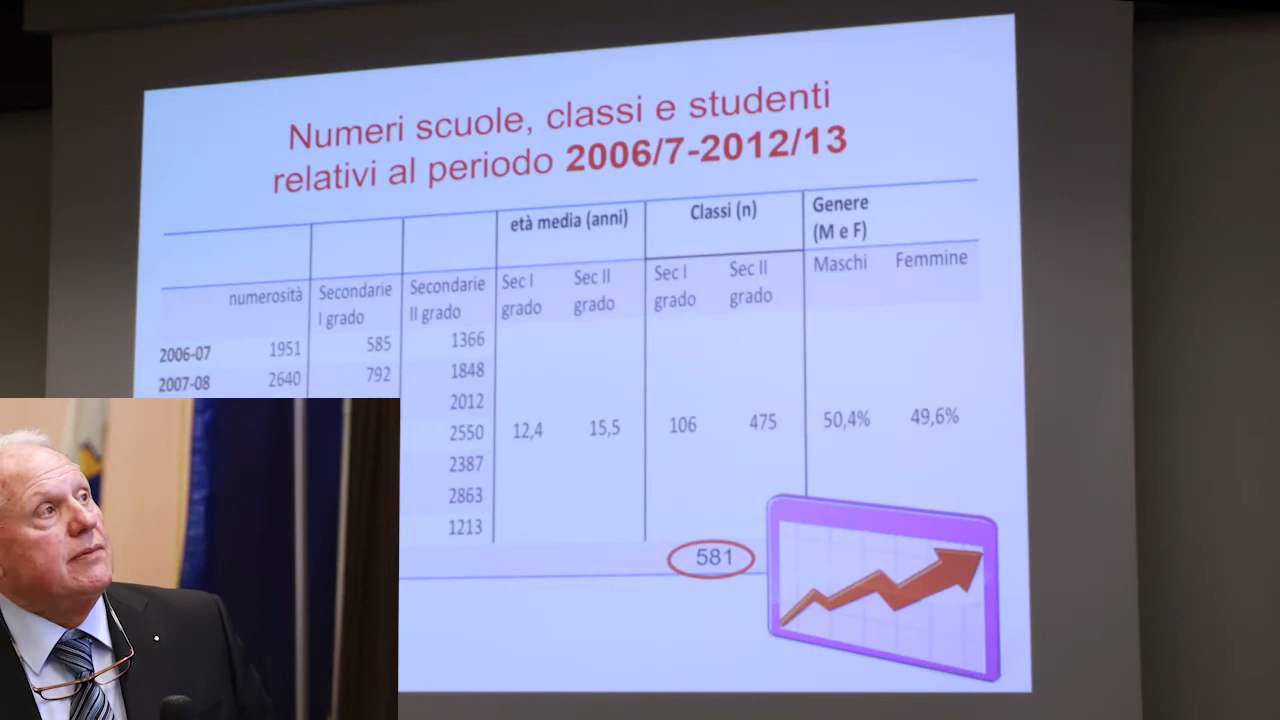 Numeri scuole, classi e studenti
relativi al periodo 2006/7-2012/13
età media (anni) Classi (n) Genere
(M e F)
numerosità Secondarie Secondarie Sec I Sec II Sec I Sec II Maschi Femmine
I grado II grado grado grado grado grado
2006-07 1951 585 1366
2007-08 2640 792 1848
2012
2550 12,4 15,5 106 475 50,4% 49,6%
2387
2863
1213
581